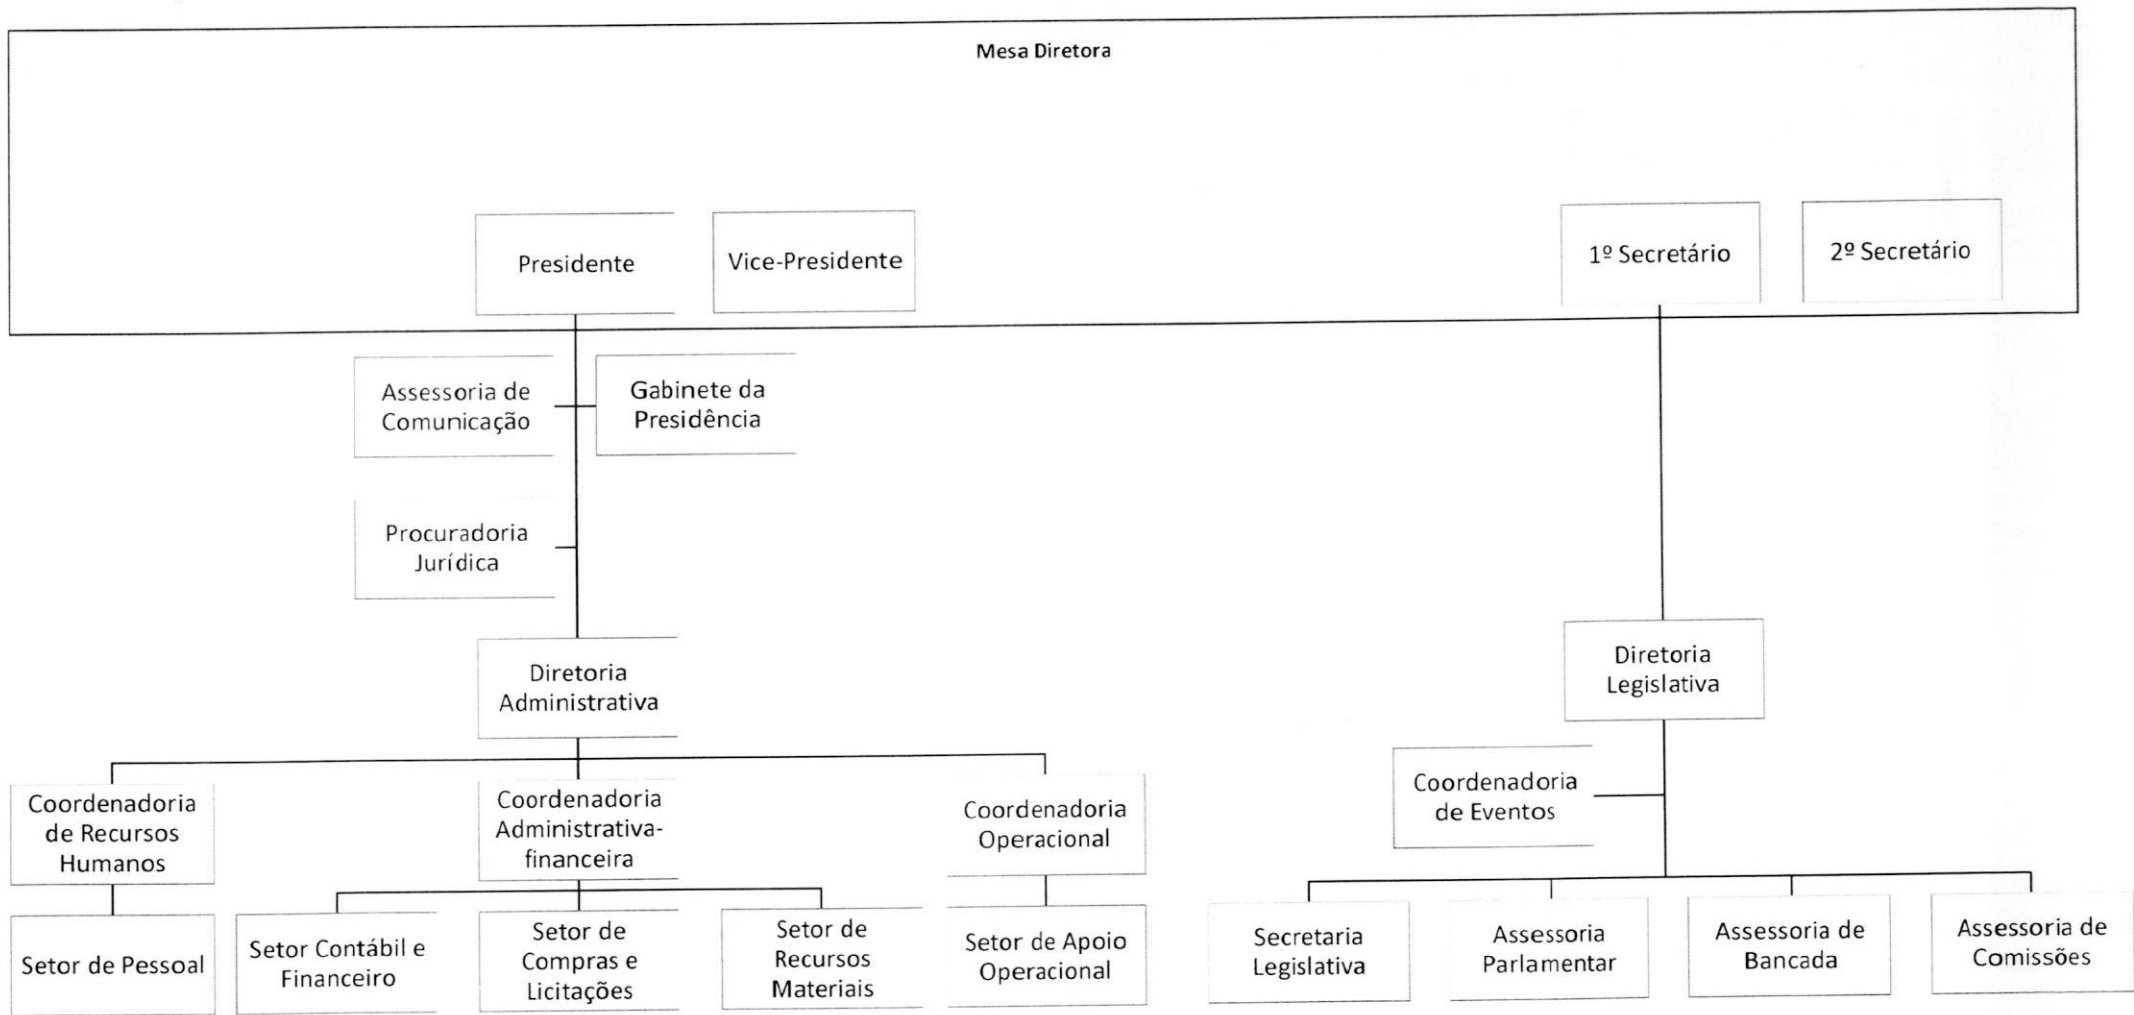 Mesa Diretora
Presidente
Vice-Presidente
1º Secretário
2º Secretário
Assessoria de
Comunicação
Gabinete da
Presidência
Procuradoria
Jurídica
Diretoria
Administrativa
Diretoria
Legislativa
Coordenadoria
de Recursos
Humanos
Coordenadoria
Administrativa-
financeira
Coordenadoria
Operacional
Coordenadoria
de Eventos
Setor de Pessoal
Setor Contábil e
Financeiro
Setor de
Compras e
Licitações
Setor de
Recursos
Materiais
Setor de Apoio
Operacional
Secretaria
Legislativa
Assessoria
Parlamentar
Assessoria de
Bancada
Assessoria de
Comissões